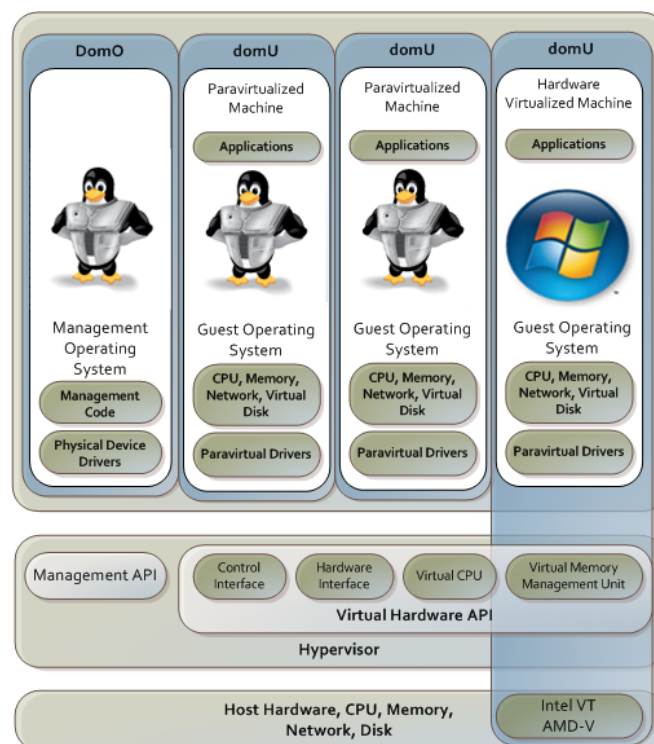 DomO
domU
domU
domU
Paravirtualized
Machine
Paravirtualized
Machine
Hardware
Virtualized Machine
Applications
Applications
Applications
Management
Operating
System
Guest Operating
System
Guest Operating
System
Guest Operating
System
Management
Code
CPU, Memory,
Network, Virtual
Disk
CPU, Memory,
Network, Virtual
Disk
CPU, Memory,
Network, Virtual
Disk
Physical Device
Drivers
Paravirtual Drivers
Paravirtual Drivers
Paravirtual Drivers
Management API
Control
Interface
Hardware
Interface
Virtual CPU
Virtual Memory
Management Unit
Virtual Hardware API
Hypervisor
Host Hardware, CPU, Memory,
Network, Disk
Intel VT
AMD-V